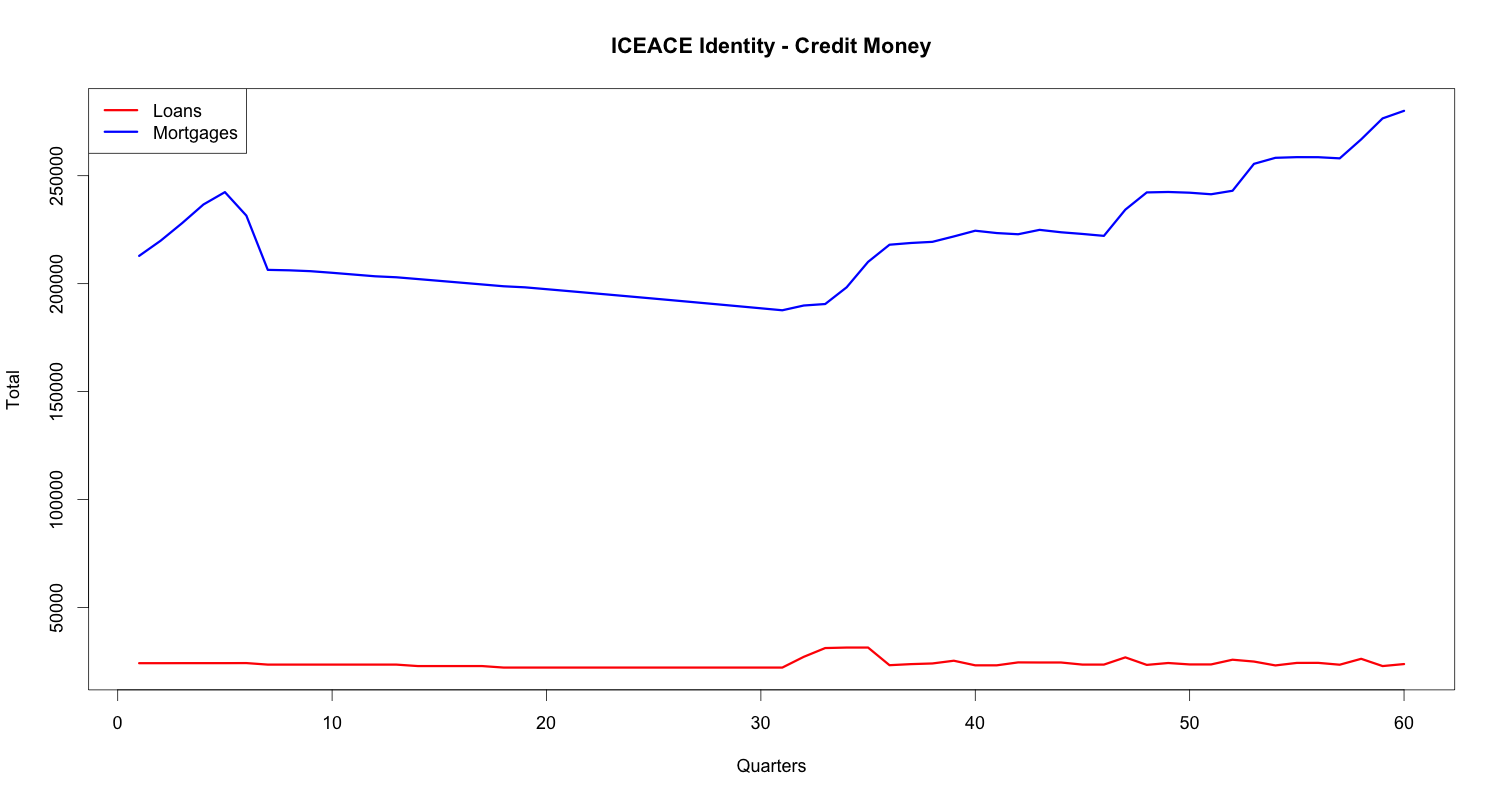 ICEACE Identity - Credit Money
Loans
Mortgages
Total
250000
200000
150000
100000
50000
0 10 20 30 40 50 60
Quarters